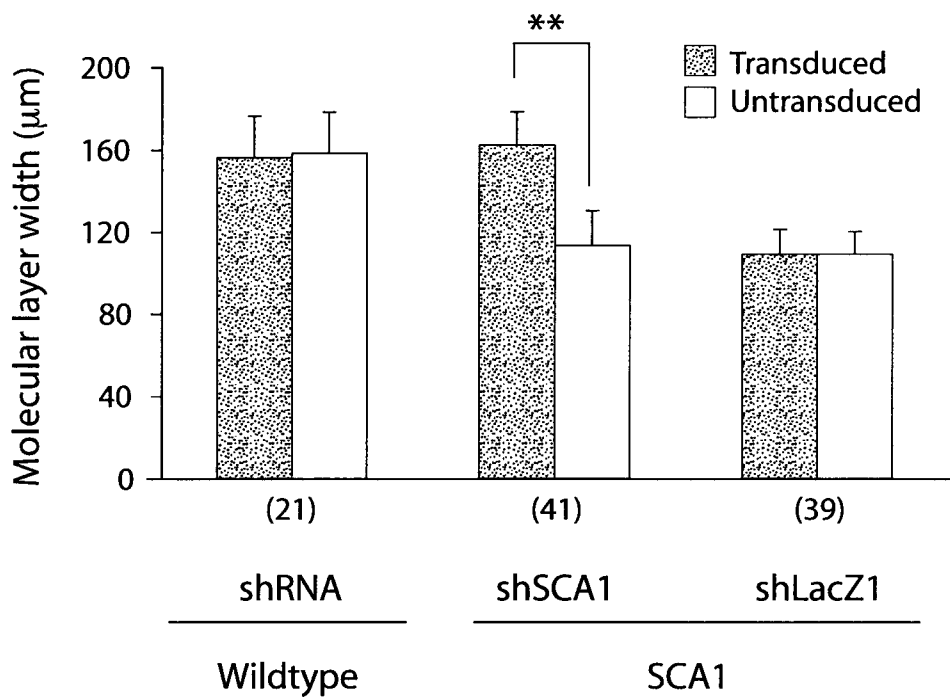 **
Transduced
Untransduced
Molecular layer width (μm)
200
160
120
80
40
0
(21) (41) (39)
shRNA shSCA1 shLacZ1
Wildtype SCA1